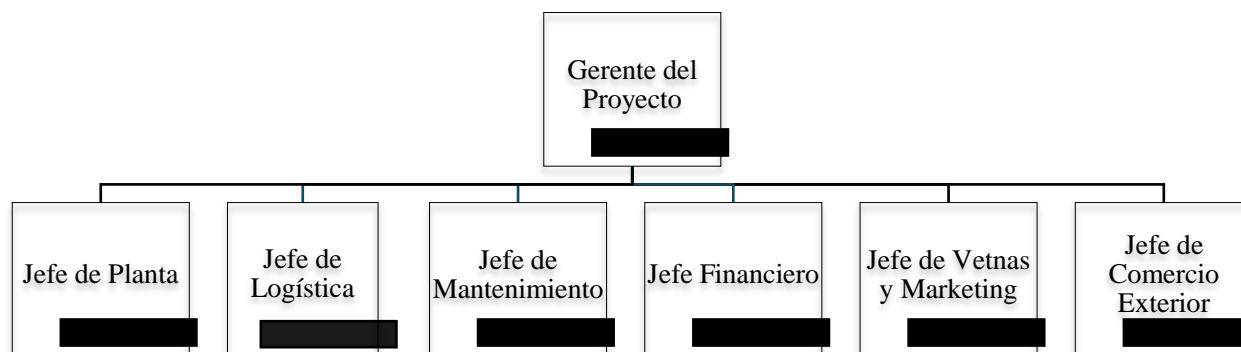 Gerente del
Proyecto
Jefe de Planta
Jefe de
Logística
Jefe de
Mantenimiento
Jefe Financiero
Jefe de Vetnas
y Marketing
Jefe de
Comercio
Exterior